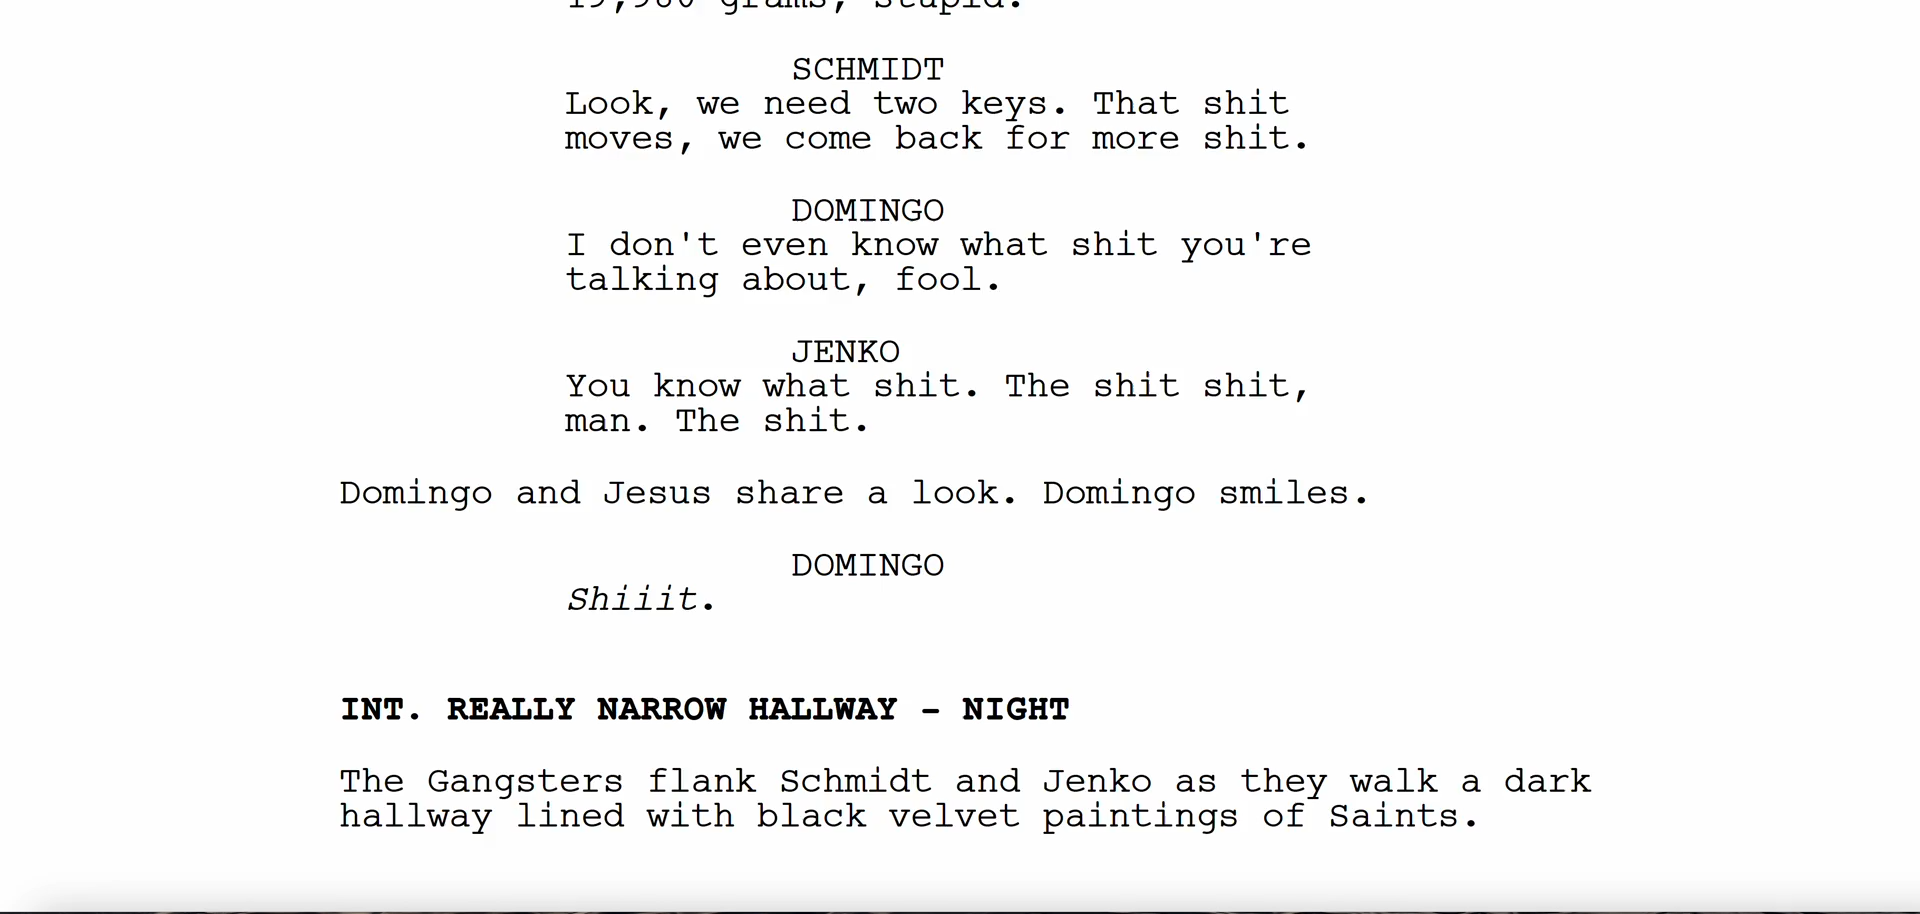 grams, stupid.
SCHMIDT
Look, we need two keys. That shit
moves, we come back for more shit.
DOMINGO
I don't even know what shit you're
talking about, fool.
JENKO
You know what shit. The shit shit,
man. The shit.
Domingo and Jesus share a look. Domingo smiles.
DOMINGO
Shiiit.
INT. REALLY NARROW HALLWAY - NIGHT
The Gangsters flank Schmidt and Jenko as they walk a dark
hallway lined with black velvet paintings of Saints.